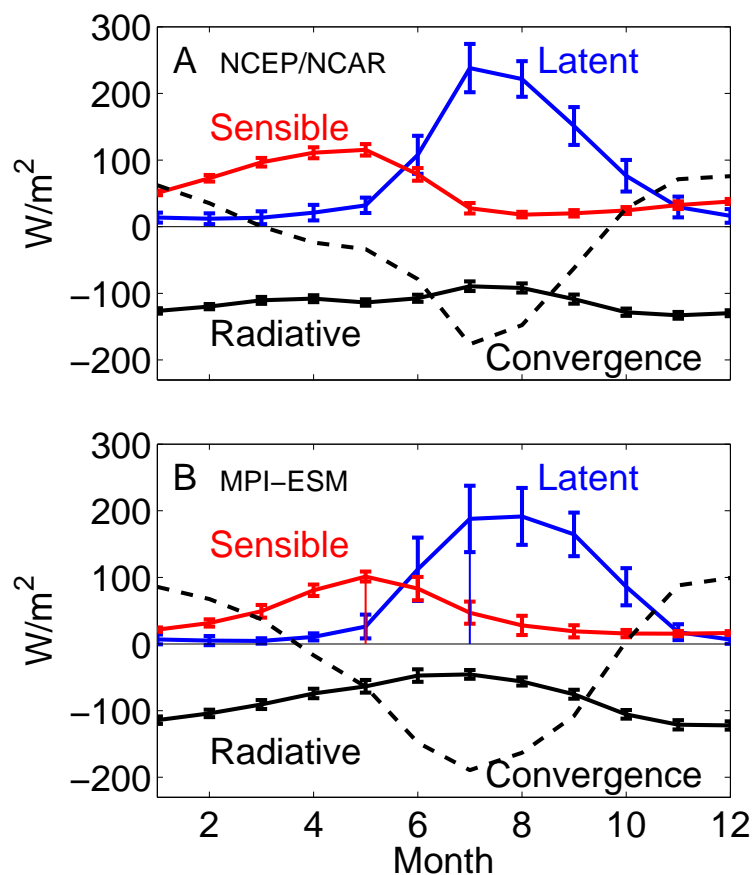 300
A NCEP/NCAR
Latent
200
Sensible
100
W/m²
0
−100
Radiative
Convergence
−200
300
B MPI−ESM
Latent
200
Sensible
100
W/m²
0
−100
Radiative
Convergence
−200
2 4 6 8 10 12
Month